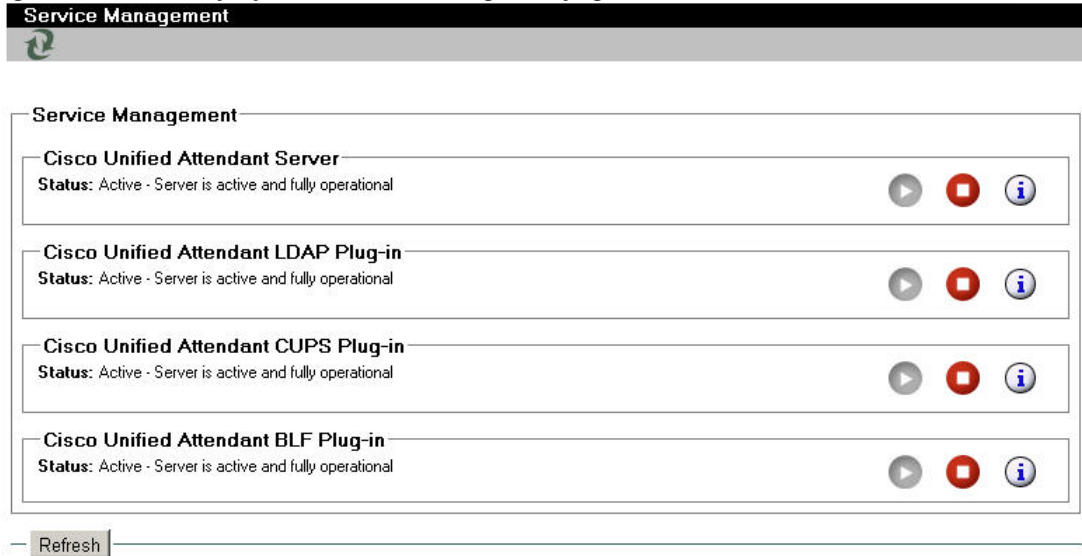 Service Management
Service Management
Cisco Unified Attendant Server
Status: Active - Server is active and fully operational
Cisco Unified Attendant LDAP Plug-in
Status: Active - Server is active and fully operational
Cisco Unified Attendant CUPS Plug-in
Status: Active - Server is active and fully operational
Cisco Unified Attendant BLF Plug-in
Status: Active - Server is active and fully operational
Refresh